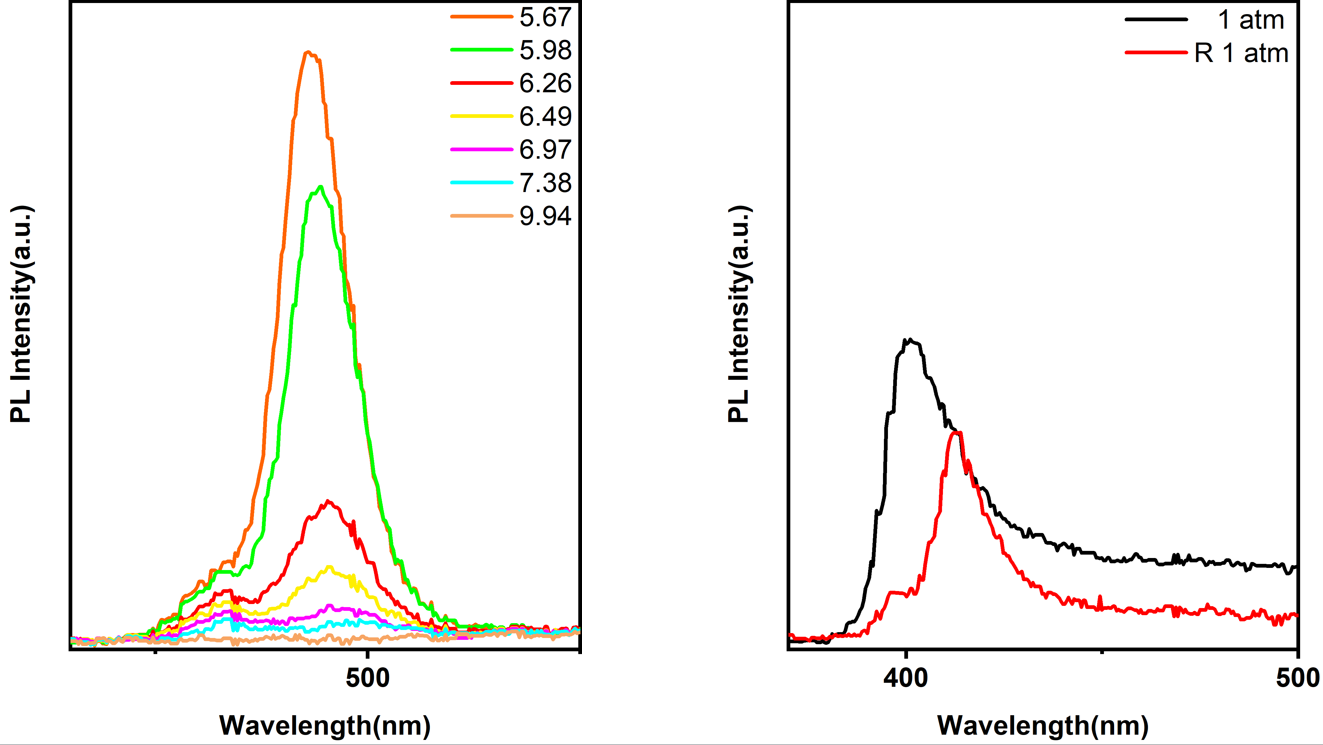 5.67
5.98
6.26
6.49
6.97
7.38
9.94
PL Intensity(a.u.)
500
Wavelength(nm)
1 atm
R 1 atm
PL Intensity(a.u.)
400
500
Wavelength(nm)